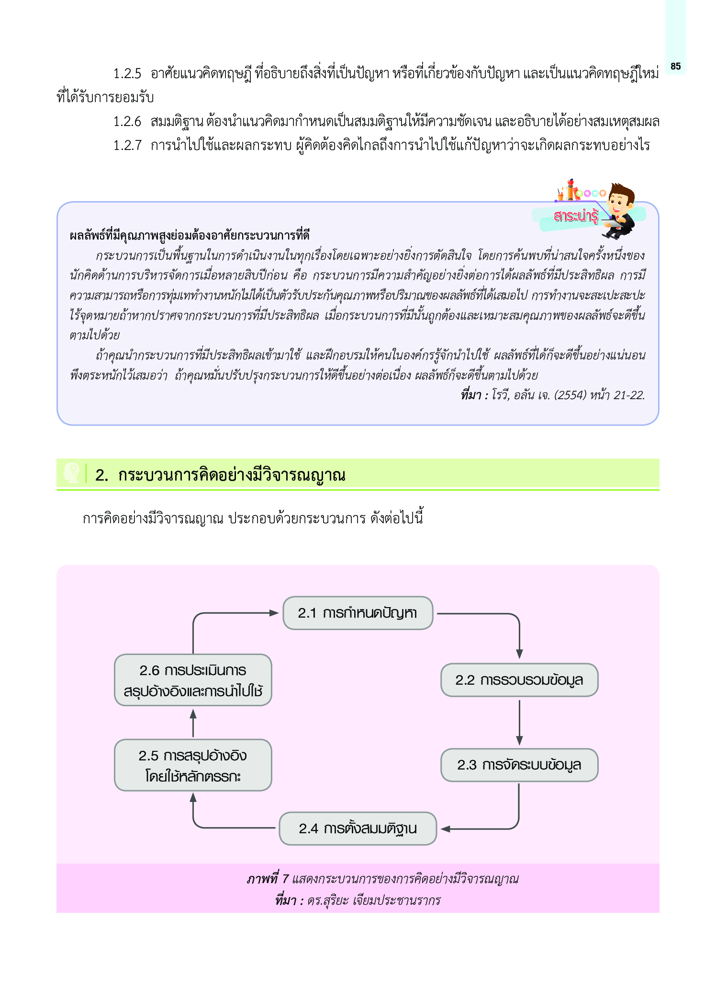 85
1.2.5 อาศัยแนวคิดทฤษฎี ที่อธิบายถึงสิ่งที่เป็นปัญหา หรือที่เกี่ยวข้องกับปัญหา และเป็นแนวคิดทฤษฎีใหม่
ที่ได้รับการยอมรับ
1.2.6 สมมติฐาน ต้องนำแนวคิดมากำหนดเป็นสมมติฐานให้มีความชัดเจน และอธิบายได้อย่างสมเหตุสมผล
1.2.7 การนำไปใช้และผลกระทบ ผู้คิดต้องคิดไกลถึงการนำไปใช้แก้ปัญหาว่าจะเกิดผลกระทบอย่างไร
สาระน่ารู้
ผลลัพธ์ที่มีคุณภาพสูงย่อมต้องอาศัยกระบวนการที่ดี
กระบวนการเป็นพื้นฐานในการดำเนินงานในทุกเรื่องโดยเฉพาะอย่างยิ่งการตัดสินใจ โดยการค้นพบที่น่าสนใจครั้งหนึ่งของ
นักคิดด้านการบริหารจัดการเมื่อหลายสิบปีก่อน คือ กระบวนการมีความสำคัญอย่างยิ่งต่อการได้ผลลัพธ์ที่มีประสิทธิผล การมี
ความสามารถหรือการทุ่มเททำงานหนักไม่ได้เป็นตัวรับประกันคุณภาพหรือปริมาณของผลลัพธ์ที่ได้เสมอไป การทำงานจะสะเปะสะปะ
ไร้จุดหมายถ้าหากปราศจากกระบวนการที่มีประสิทธิผล เมื่อกระบวนการที่มีนั้นถูกต้องและเหมาะสมคุณภาพของผลลัพธ์จะดีขึ้น
ตามไปด้วย
ถ้าคุณนำกระบวนการที่มีประสิทธิผลเข้ามาใช้ และฝึกอบรมให้คนในองค์กรรู้จักนำไปใช้ ผลลัพธ์ที่ได้ก็จะดีขึ้นอย่างแน่นอน
พึงตระหนักไว้เสมอว่า ถ้าคุณหมั่นปรับปรุงกระบวนการให้ดีขึ้นอย่างต่อเนื่อง ผลลัพธ์ก็จะดีขึ้นตามไปด้วย
ที่มา : โรวี, อลัน เจ. (2554) หน้า 21-22.
2. กระบวนการคิดอย่างมีวิจารณญาณ
การคิดอย่างมีวิจารณญาณ ประกอบด้วยกระบวนการ ดังต่อไปนี้
2.1 การกำหนดปัญหา
2.2 การรวบรวมข้อมูล
2.3 การจัดระบบข้อมูล
2.4 การตั้งสมมติฐาน
2.5 การสรุปอ้างอิง
โดยใช้หลักตรรกะ
2.6 การประเมินการ
สรุปอ้างอิงและการนำไปใช้
ภาพที่ 7 แสดงกระบวนการของการคิดอย่างมีวิจารณญาณ
ที่มา : ดร.สุริยะ เจียมประชานรากร